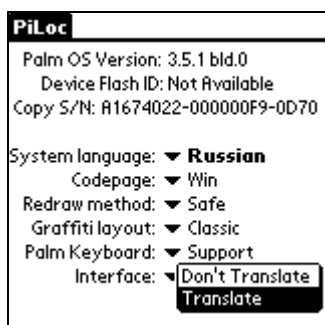 PiLoc
Palm OS Version: 3.5.1 bld.0
Device Flash ID: Not Available
Copy S/N: A1674022-000000F9-0D70
System language: Russian
Codepage: Win
Redraw method: Safe
Graffiti layout: Classic
Palm Keyboard: Support
Interface: Don't Translate
Translate